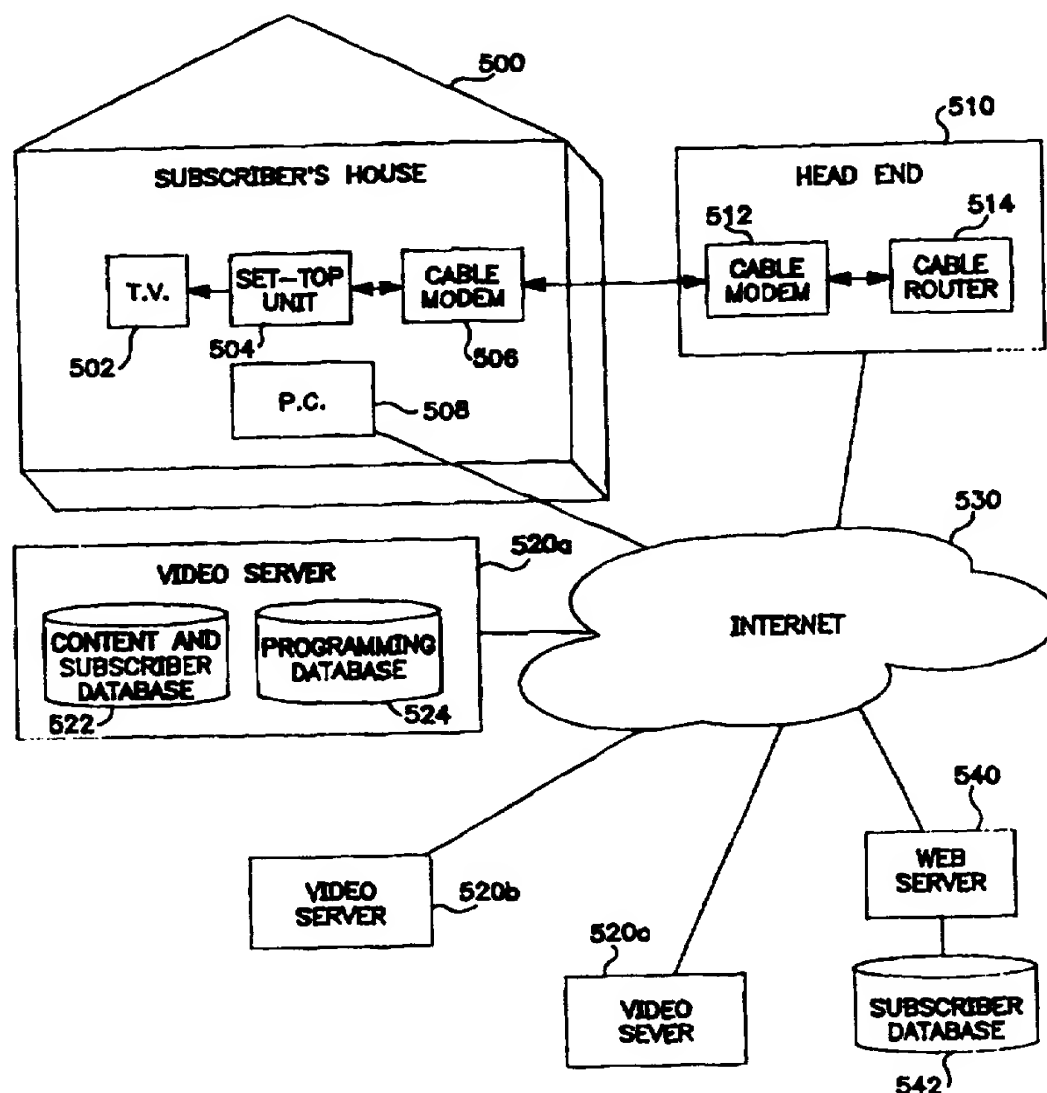 500
510
SUBSCRIBER'S HOUSE
HEAD END
512
514
T.V.
SET-TOP
UNIT
CABLE
MODEM
CABLE
MODEM
CABLE
ROUTER
502
504
506
P.C.
508
530
520a
VIDEO SERVER
INTERNET
CONTENT AND
SUBSCRIBER
DATABASE
PROGRAMMING
DATABASE
522
524
540
WEB
SERVER
VIDEO
SERVER
520b
520c
VIDEO
SEVER
SUBSCRIBER
DATABASE
542